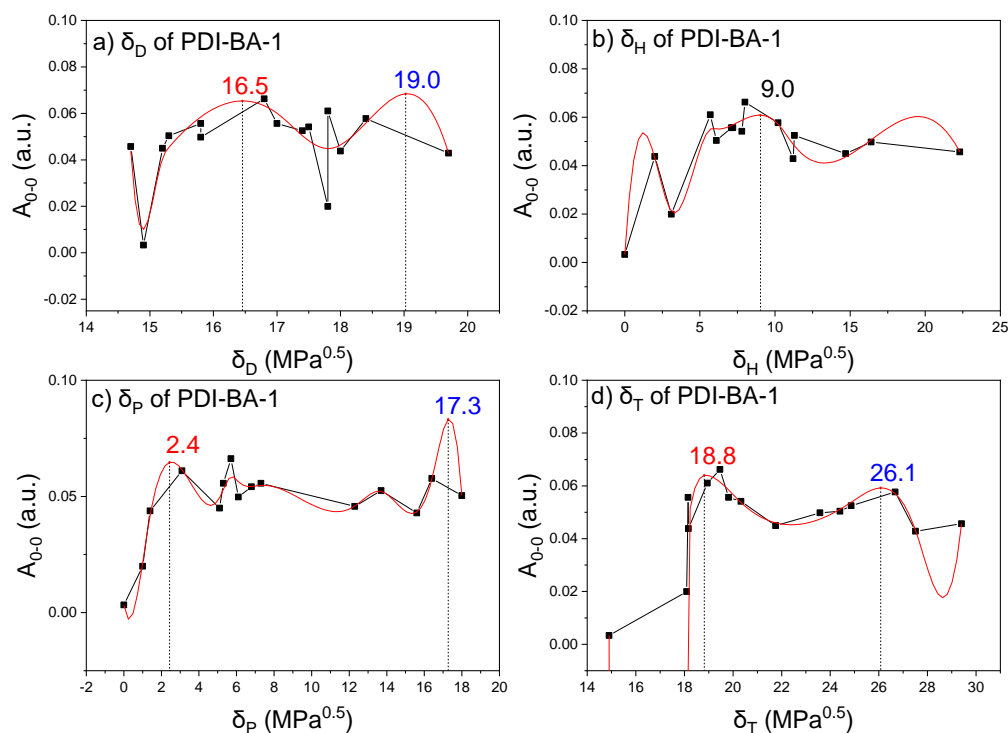 a) δD of PDI-BA-1
16.5
19.0
A0-0 (a.u.)
0.10
0.08
0.06
0.04
0.02
0.00
-0.02
14 15 16 17 18 19 20
δD (MPa0.5)
b) δH of PDI-BA-1
9.0
A0-0 (a.u.)
0.10
0.08
0.06
0.04
0.02
0.00
-0.02
0 5 10 15 20 25
δH (MPa0.5)
c) δP of PDI-BA-1
2.4
17.3
A0-0 (a.u.)
0.10
0.05
0.00
-2 0 2 4 6 8 10 12 14 16 18 20
δP (MPa0.5)
d) δT of PDI-BA-1
18.8
26.1
A0-0 (a.u.)
0.10
0.08
0.06
0.04
0.02
0.00
14 16 18 20 22 24 26 28 30
δT (MPa0.5)